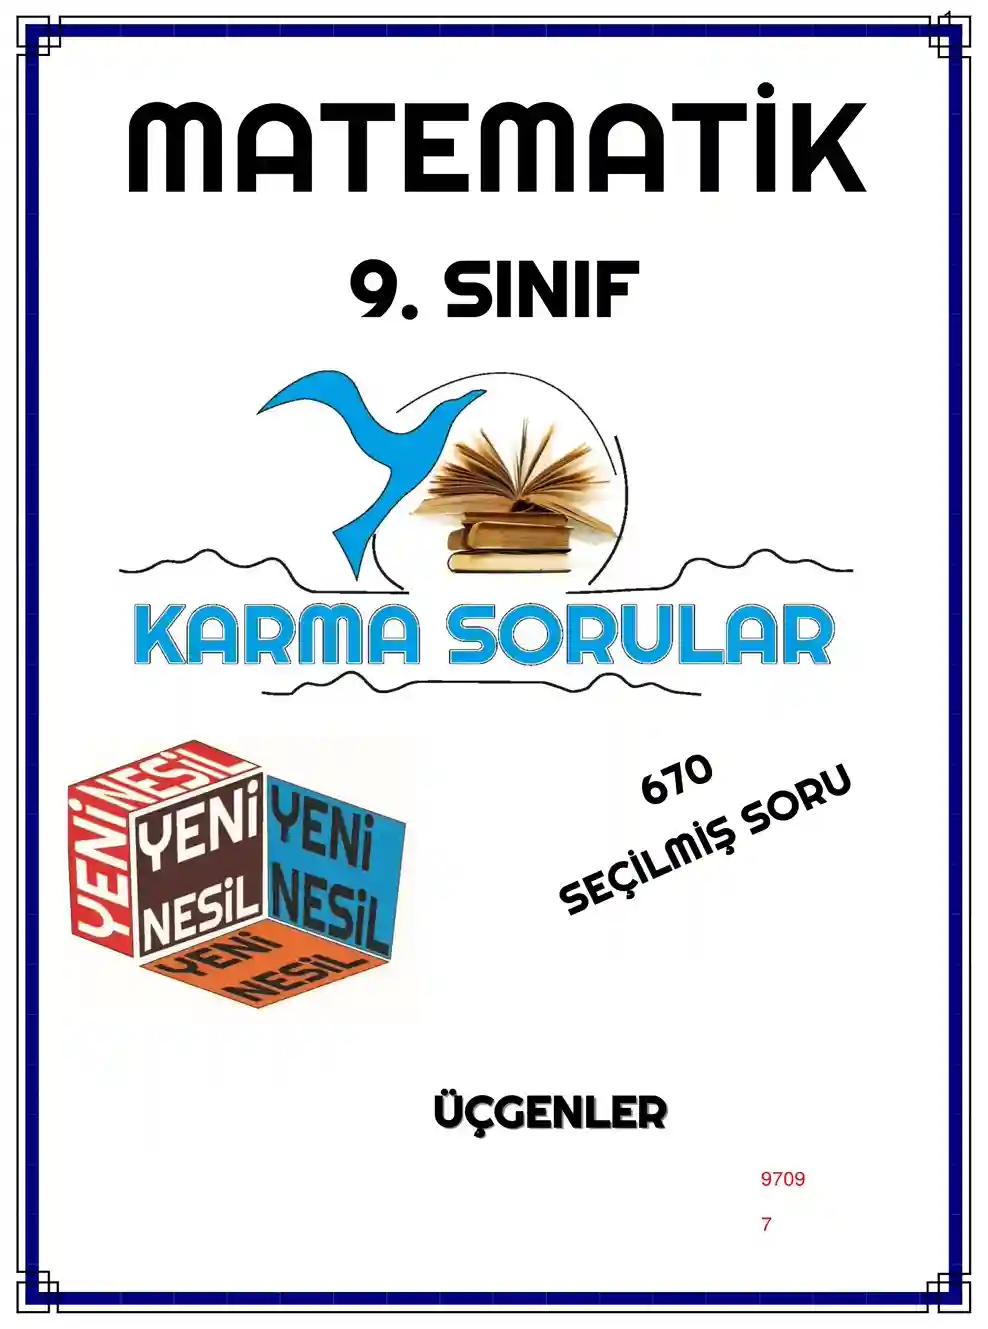 1
MATEMATİK
9. SINIF
KARMA SORULAR
YENİ NESİL
YENİ
NESİL
YENİ
NESİL
YENİ
NESİL
670
SEÇİLMİŞ SORU
ÜÇGENLER
9709
7